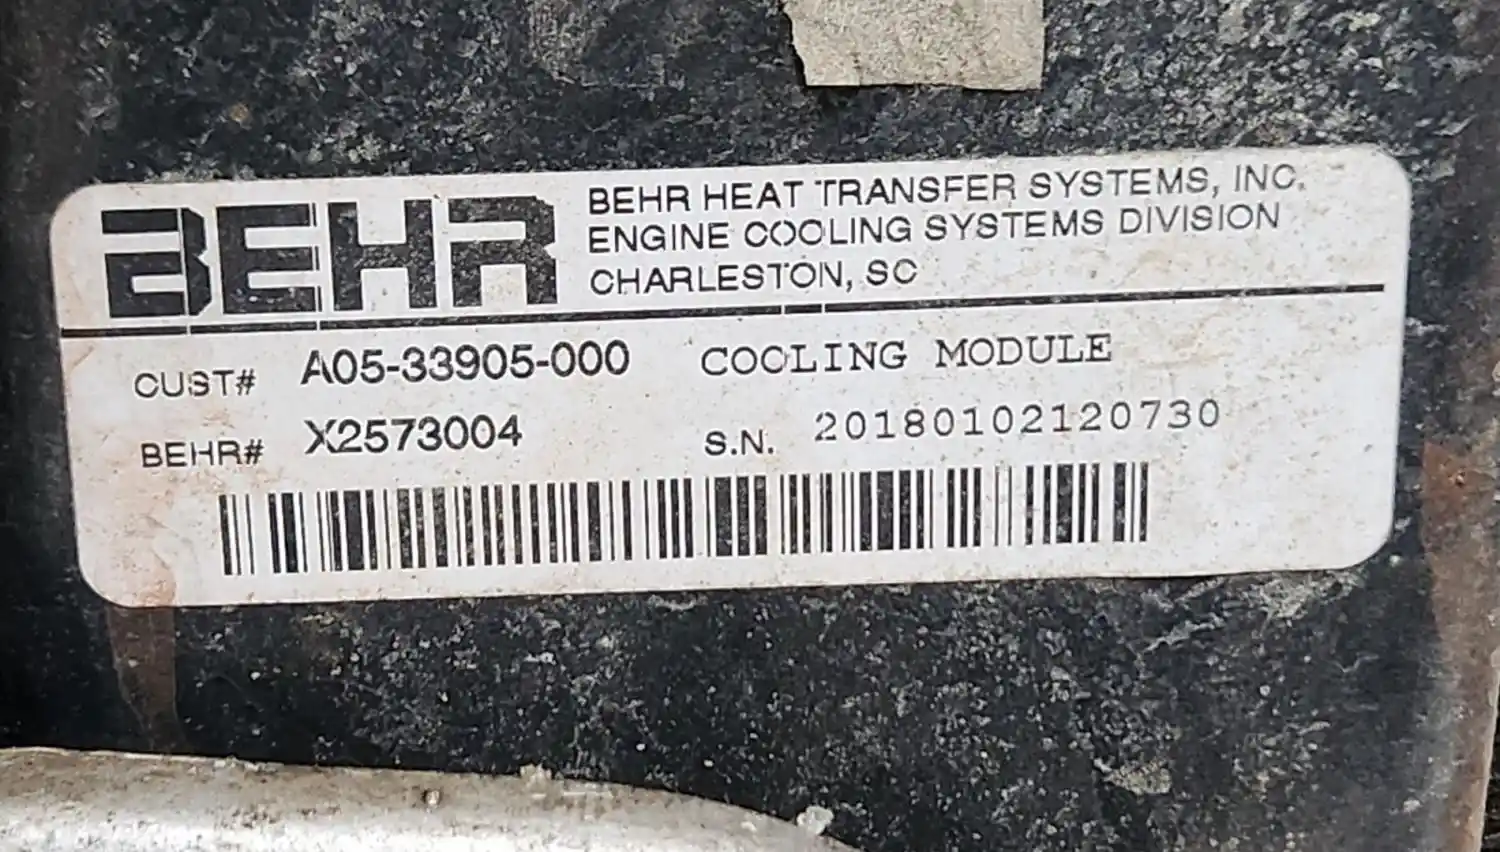 BEHR
BEHR HEAT TRANSFER SYSTEMS, INC.
ENGINE COOLING SYSTEMS DIVISION
CHARLESTON, SC
CUST# A05-33905-000 COOLING MODULE
BEHR# X2573004 S.N. 20180102120730